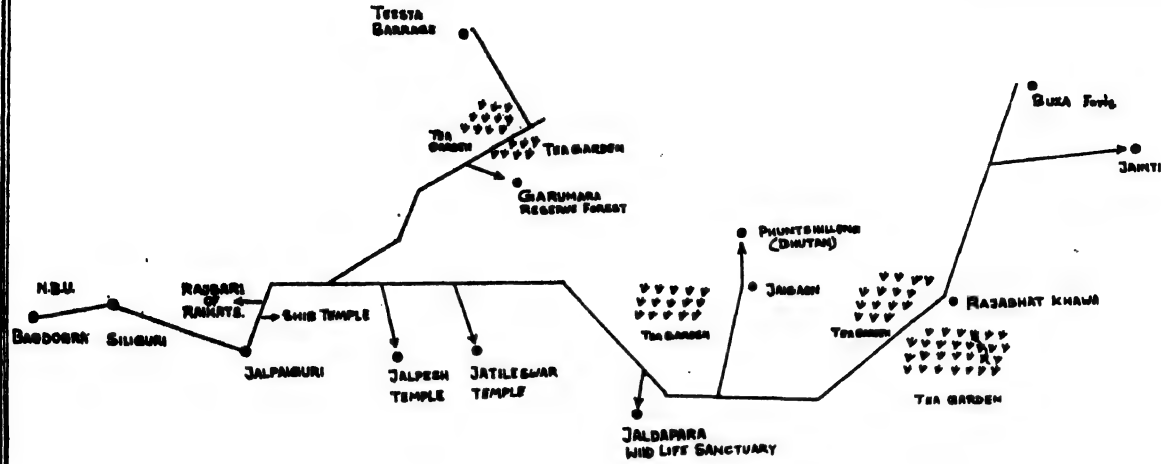 TEESTA
BARRAGE
TEA
GARDEN
TEA GARDEN
GARUMARA
RESERVE FOREST
BUXA
JAINTI
PHUNTSHILLONG
(BHUTAN)
JAIGAON
N.B.U.
RAJBARI
OF
RAIKATS.
SHIB TEMPLE
BAGDOGRA
SILIGURI
JALPAIGURI
JALPESH
TEMPLE
JATILESWAR
TEMPLE
TEA GARDEN
TEA GARDEN
RAJABHAT KHAWA
TEA GARDEN
JALDAPARA
WILD LIFE SANCTUARY